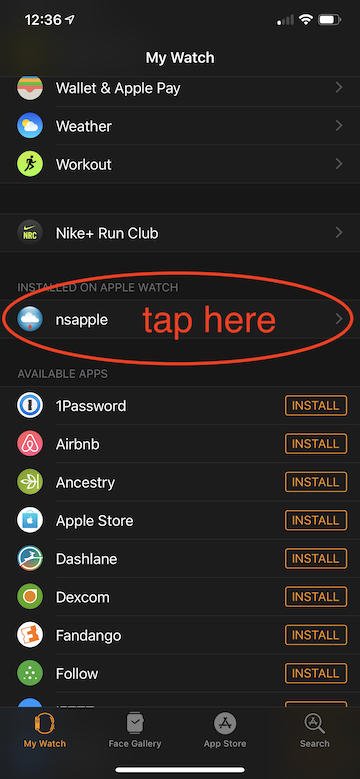 12:36
My Watch
Wallet & Apple Pay
Weather
Workout
NRC
Nike+ Run Club
INSTALLED ON APPLE WATCH
nsapple tap here
AVAILABLE APPS
1Password INSTALL
Airbnb INSTALL
Ancestry INSTALL
Apple Store INSTALL
Dashlane INSTALL
Dexcom INSTALL
Fandango INSTALL
Follow INSTALL
My Watch Face Gallery App Store Search